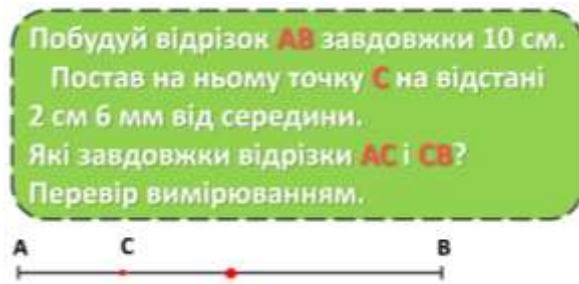 Побудуй відрізок АВ завдовжки 10 см.
Постав на ньому точку С на відстані
2 см 6 мм від середини.
Які завдовжки відрізки АС і СВ?
Перевір вимірюванням.
А С В